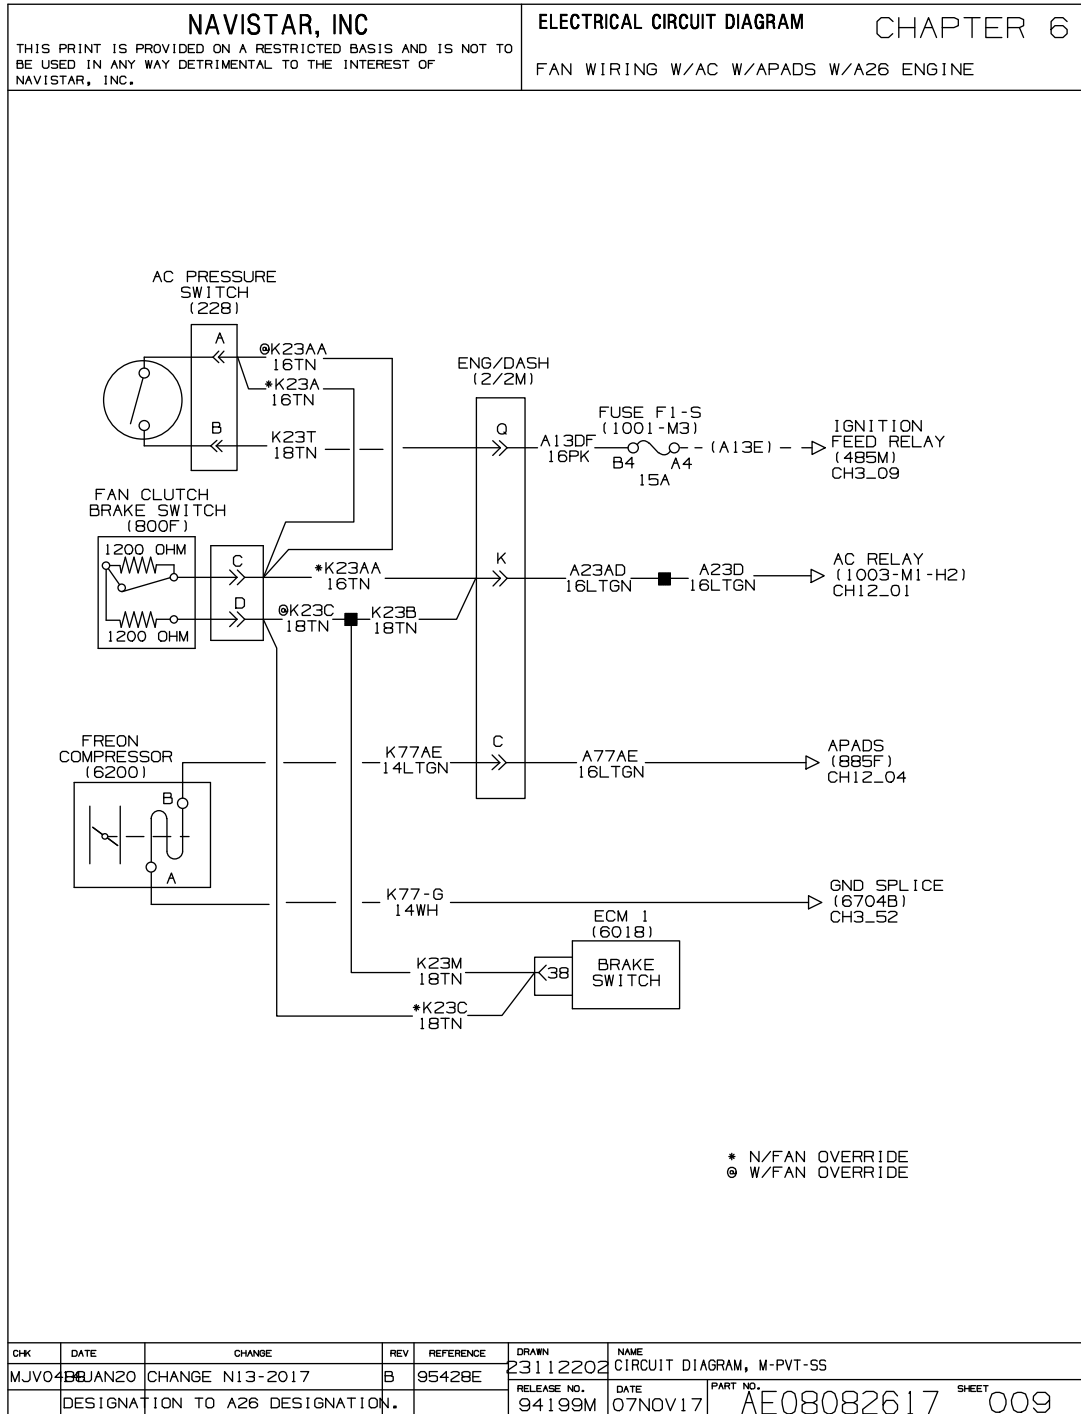 NAVISTAR, INC
THIS PRINT IS PROVIDED ON A RESTRICTED BASIS AND IS NOT TO
BE USED IN ANY WAY DETRIMENTAL TO THE INTEREST OF
NAVISTAR, INC.
ELECTRICAL CIRCUIT DIAGRAM
CHAPTER 6
FAN WIRING W/AC W/APADS W/A26 ENGINE
AC PRESSURE
SWITCH
(228)
A
@K23AA
16TN
*K23A
16TN
B
K23T
18TN
ENG/DASH
(2/2M)
Q
A13DF
16PK
FUSE F1-S
(1001-M3)
B4
A4
15A
(A13E)
IGNITION
FEED RELAY
(485M)
CH3_09
FAN CLUTCH
BRAKE SWITCH
(800F)
1200 OHM
C
*K23AA
16TN
K
A23AD
16LTGN
A23D
16LTGN
AC RELAY
(1003-M1-H2)
CH12_01
D
@K23C
18TN
K23B
18TN
1200 OHM
FREON
COMPRESSOR
(6200)
B
A
K77AE
14LTGN
C
A77AE
16LTGN
APADS
(885F)
CH12_04
K77-G
14WH
GND SPLICE
(6704B)
CH3_52
ECM 1
(6018)
K23M
18TN
38
BRAKE
SWITCH
*K23C
18TN
* N/FAN OVERRIDE
@ W/FAN OVERRIDE
CHK
DATE
CHANGE
REV
REFERENCE
DRAWN
NAME
JAN20
CHANGE N13-2017
B
95428E
23112202
CIRCUIT DIAGRAM, M-PVT-SS
DESIGNATION TO A26 DESIGNATION.
RELEASE NO.
94199M
DATE
07NOV17
PART NO.
AE08082617
SHEET
009